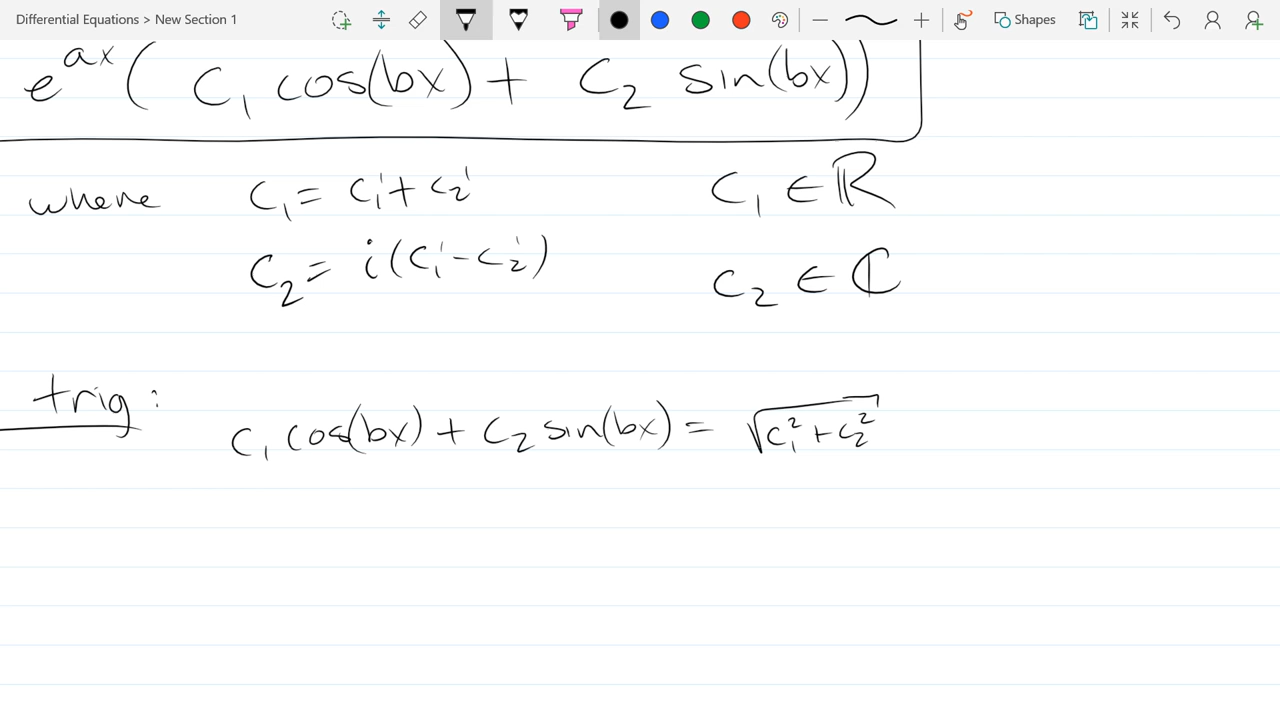 Differential Equations > New Section 1
Shapes
e^{ax}( C_1 cos(bx) + C_2 sin(bx))
where C_1 = C_1' + C_2' C_1 ∈ ℝ
C_2 = i(C_1' - C_2') C_2 ∈ ℂ
trig:
C_1 cos(bx) + C_2 sin(bx) = √(C_1^2 + C_2^2)